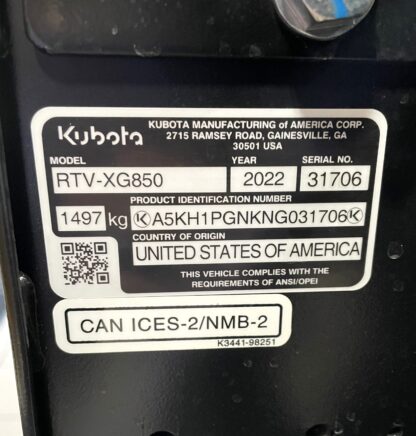 Kubota
KUBOTA MANUFACTURING of AMERICA CORP.
2715 RAMSEY ROAD, GAINESVILLE, GA
30501 USA
MODEL YEAR SERIAL NO.
RTV-XG850 2022 31706
PRODUCT IDENTIFICATION NUMBER
1497 kg A5KH1PGNKNG031706
COUNTRY OF ORIGIN
UNITED STATES OF AMERICA
THIS VEHICLE COMPLIES WITH THE
REQUIREMENTS OF ANSI/OPEI
CAN ICES-2/NMB-2
K3441-98251